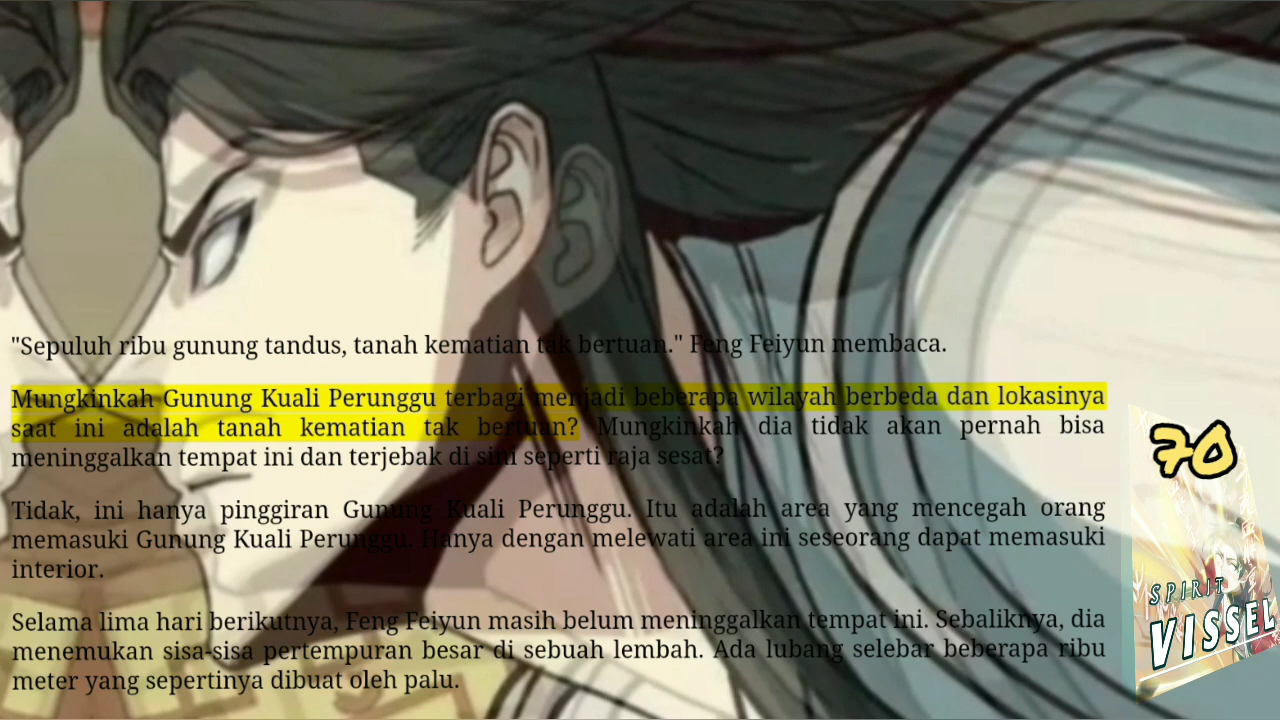 "Sepuluh ribu gunung tandus, tanah kematian tak bertuan." Feng Feiyun membaca.
Mungkinkah Gunung Kuali Perunggu terbagi menjadi beberapa wilayah berbeda dan lokasinya
saat ini adalah tanah kematian tak bertuan? Mungkinkah dia tidak akan pernah bisa
meninggalkan tempat ini dan terjebak di sini seperti raja sesat?
Tidak, ini hanya pinggiran Gunung Kuali Perunggu. Itu adalah area yang mencegah orang
memasuki Gunung Kuali Perunggu. Hanya dengan melewati area ini seseorang dapat memasuki
interior.
Selama lima hari berikutnya, Feng Feiyun masih belum meninggalkan tempat ini. Sebaliknya, dia
menemukan sisa-sisa pertempuran besar di sebuah lembah. Ada lubang selebar beberapa ribu
meter yang sepertinya dibuat oleh palu.
70
SPIRIT
VISSEL